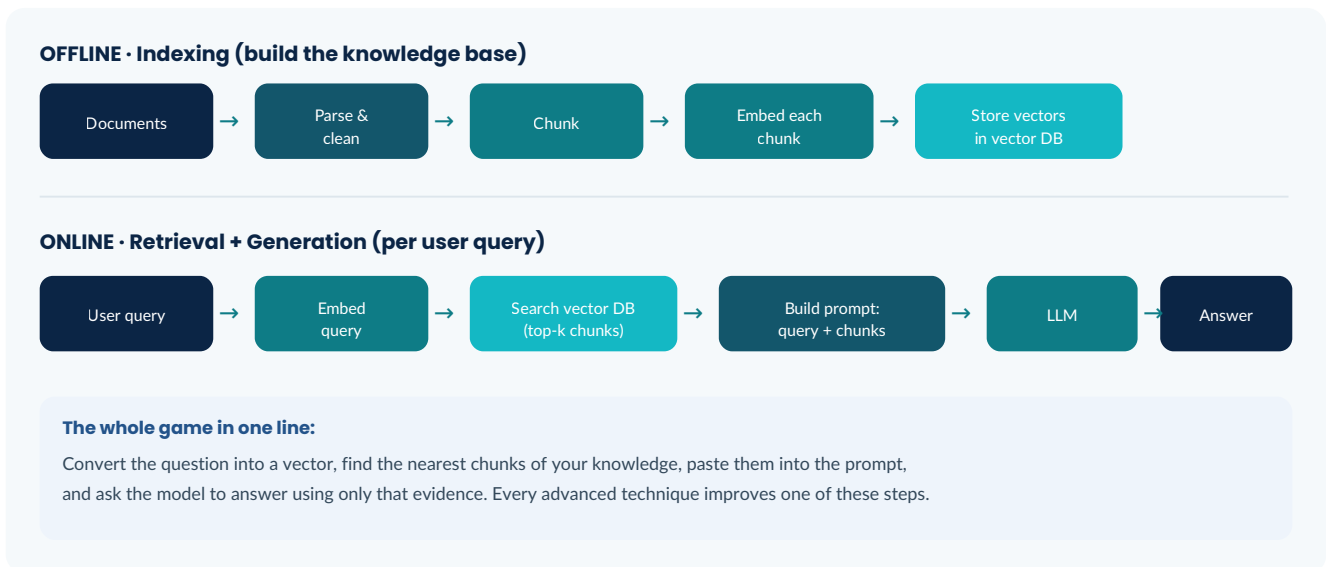 OFFLINE · Indexing (build the knowledge base)
Documents
→
Parse &
clean
→
Chunk
→
Embed each
chunk
→
Store vectors
in vector DB
ONLINE · Retrieval + Generation (per user query)
User query
→
Embed
query
→
Search vector DB
(top-k chunks)
→
Build prompt:
query + chunks
→
LLM
→
Answer
The whole game in one line:
Convert the question into a vector, find the nearest chunks of your knowledge, paste them into the prompt,
and ask the model to answer using only that evidence. Every advanced technique improves one of these steps.